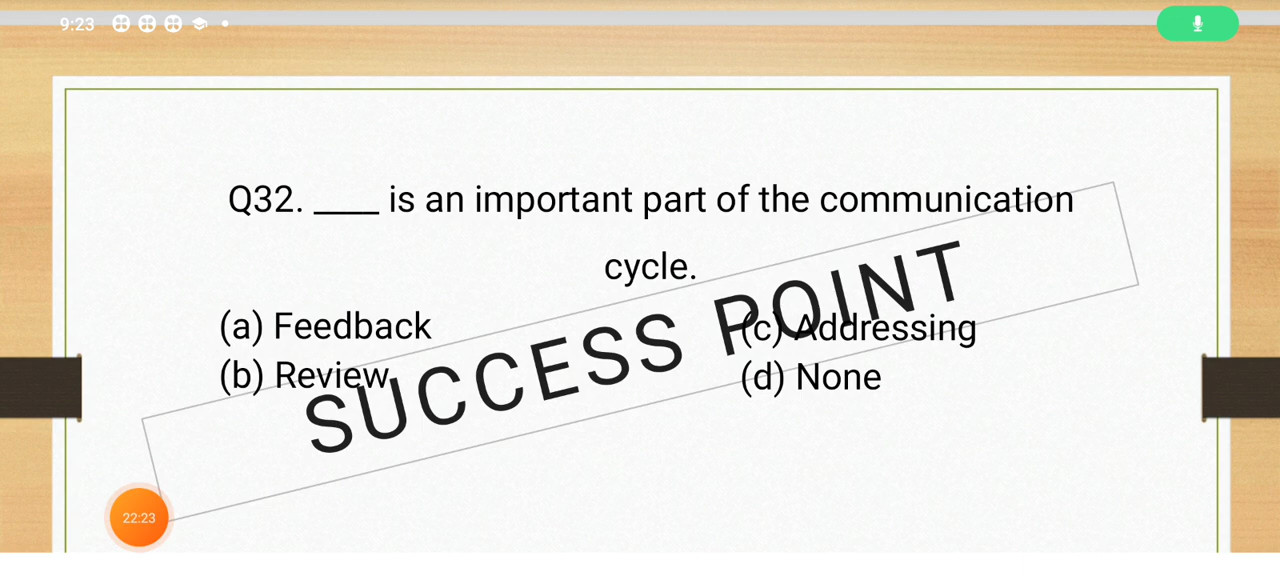 9:23
Q32. ____ is an important part of the communication
cycle.
(a) Feedback
(c) Addressing
(b) Review
(d) None
SUCCESS POINT
22:23